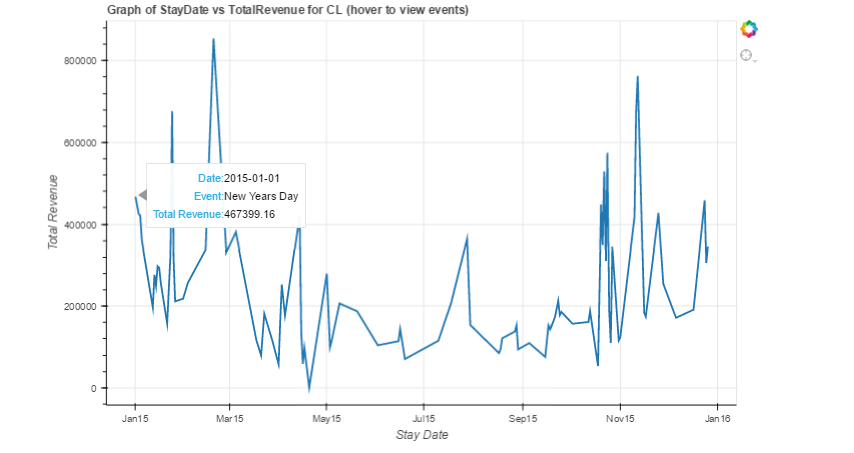 Graph of StayDate vs TotalRevenue for CL (hover to view events)
Total Revenue
800000
600000
400000
200000
0
Date:2015-01-01
Event:New Years Day
Total Revenue:467399.16
Jan15 Mar15 May15 Jul15 Sep15 Nov15 Jan16
Stay Date